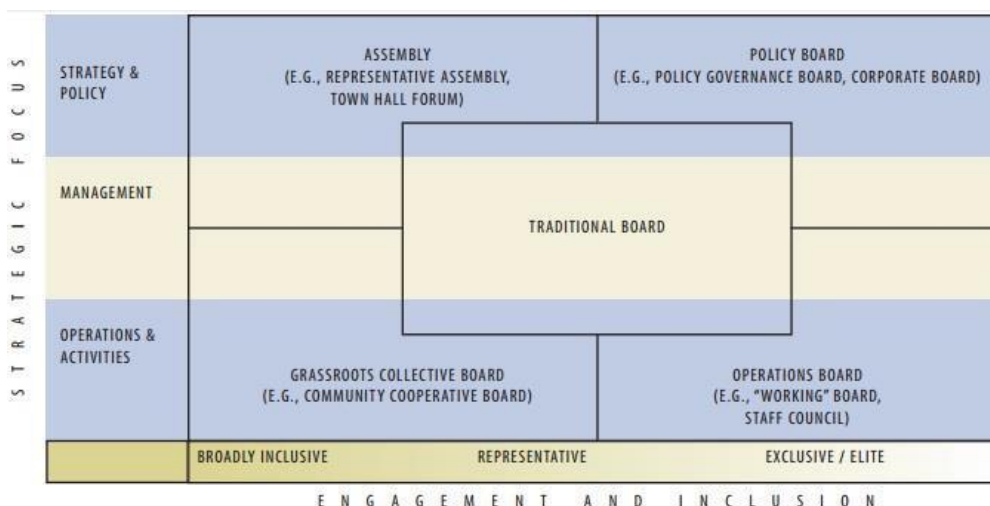 STRATEGIC FOCUS
STRATEGY &
POLICY
ASSEMBLY
(E.G., REPRESENTATIVE ASSEMBLY,
TOWN HALL FORUM)
POLICY BOARD
(E.G., POLICY GOVERNANCE BOARD, CORPORATE BOARD)
MANAGEMENT
TRADITIONAL BOARD
OPERATIONS &
ACTIVITIES
GRASSROOTS COLLECTIVE BOARD
(E.G., COMMUNITY COOPERATIVE BOARD)
OPERATIONS BOARD
(E.G., “WORKING” BOARD,
STAFF COUNCIL)
BROADLY INCLUSIVE
REPRESENTATIVE
EXCLUSIVE / ELITE
ENGAGEMENT AND INCLUSION